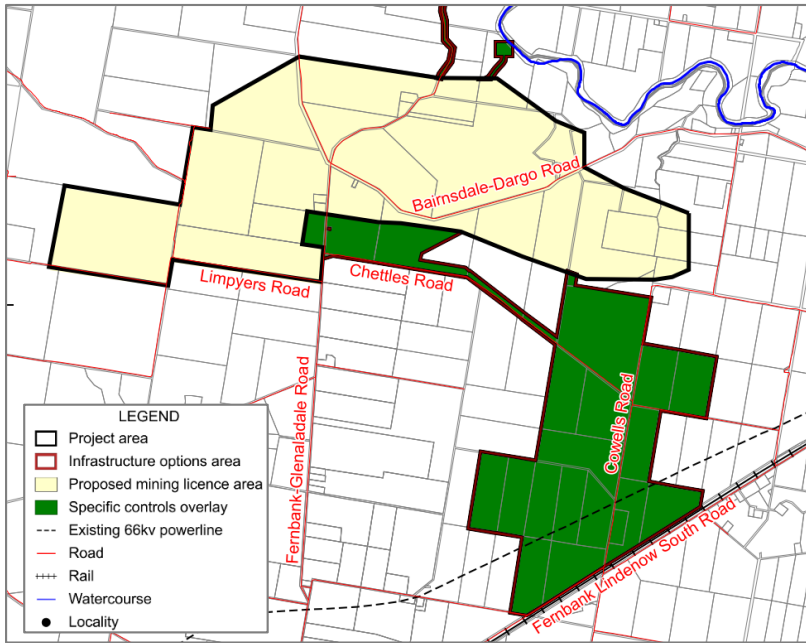 Bairnsdale-Dargo Road
Limpyers Road
Chettles Road
Fernbank-Glenaladale Road
Cowells Road
Fernbank Lindenow South Road
LEGEND
Project area
Infrastructure options area
Proposed mining licence area
Specific controls overlay
Existing 66kv powerline
Road
Rail
Watercourse
Locality